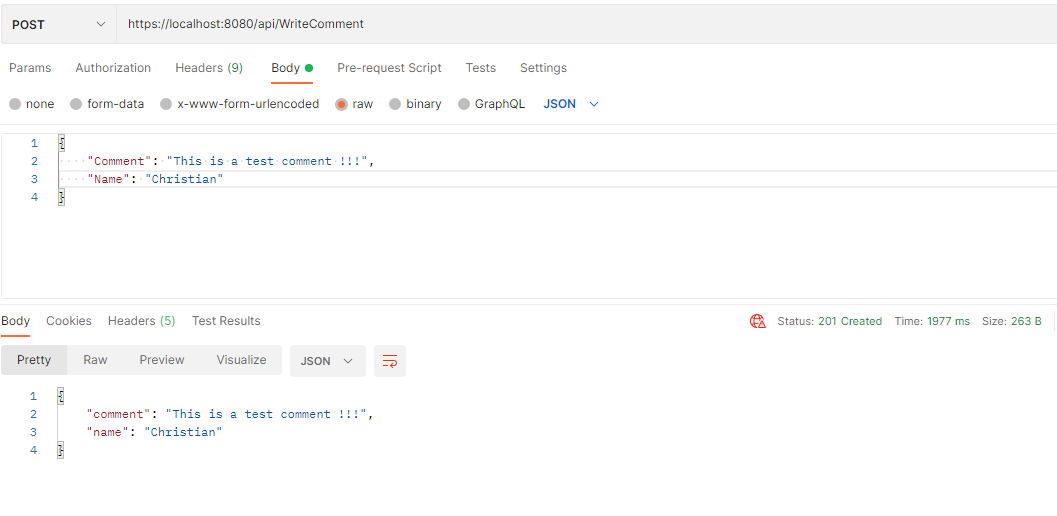 POST https://localhost:8080/api/WriteComment
Params Authorization Headers (9) Body Pre-request Script Tests Settings
none form-data x-www-form-urlencoded raw binary GraphQL JSON
1 {
2 "Comment": "This is a test comment !!!",
3 "Name": "Christian"
4 }
Body Cookies Headers (5) Test Results Status: 201 Created Time: 1977 ms Size: 263 B
Pretty Raw Preview Visualize JSON
1 {
2 "comment": "This is a test comment !!!",
3 "name": "Christian"
4 }